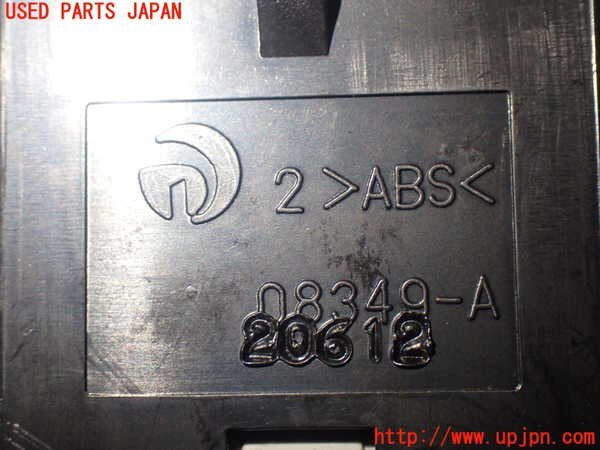 USED PARTS JAPAN
2 >ABS<
08349-A
20612
http://www.upjpn.com